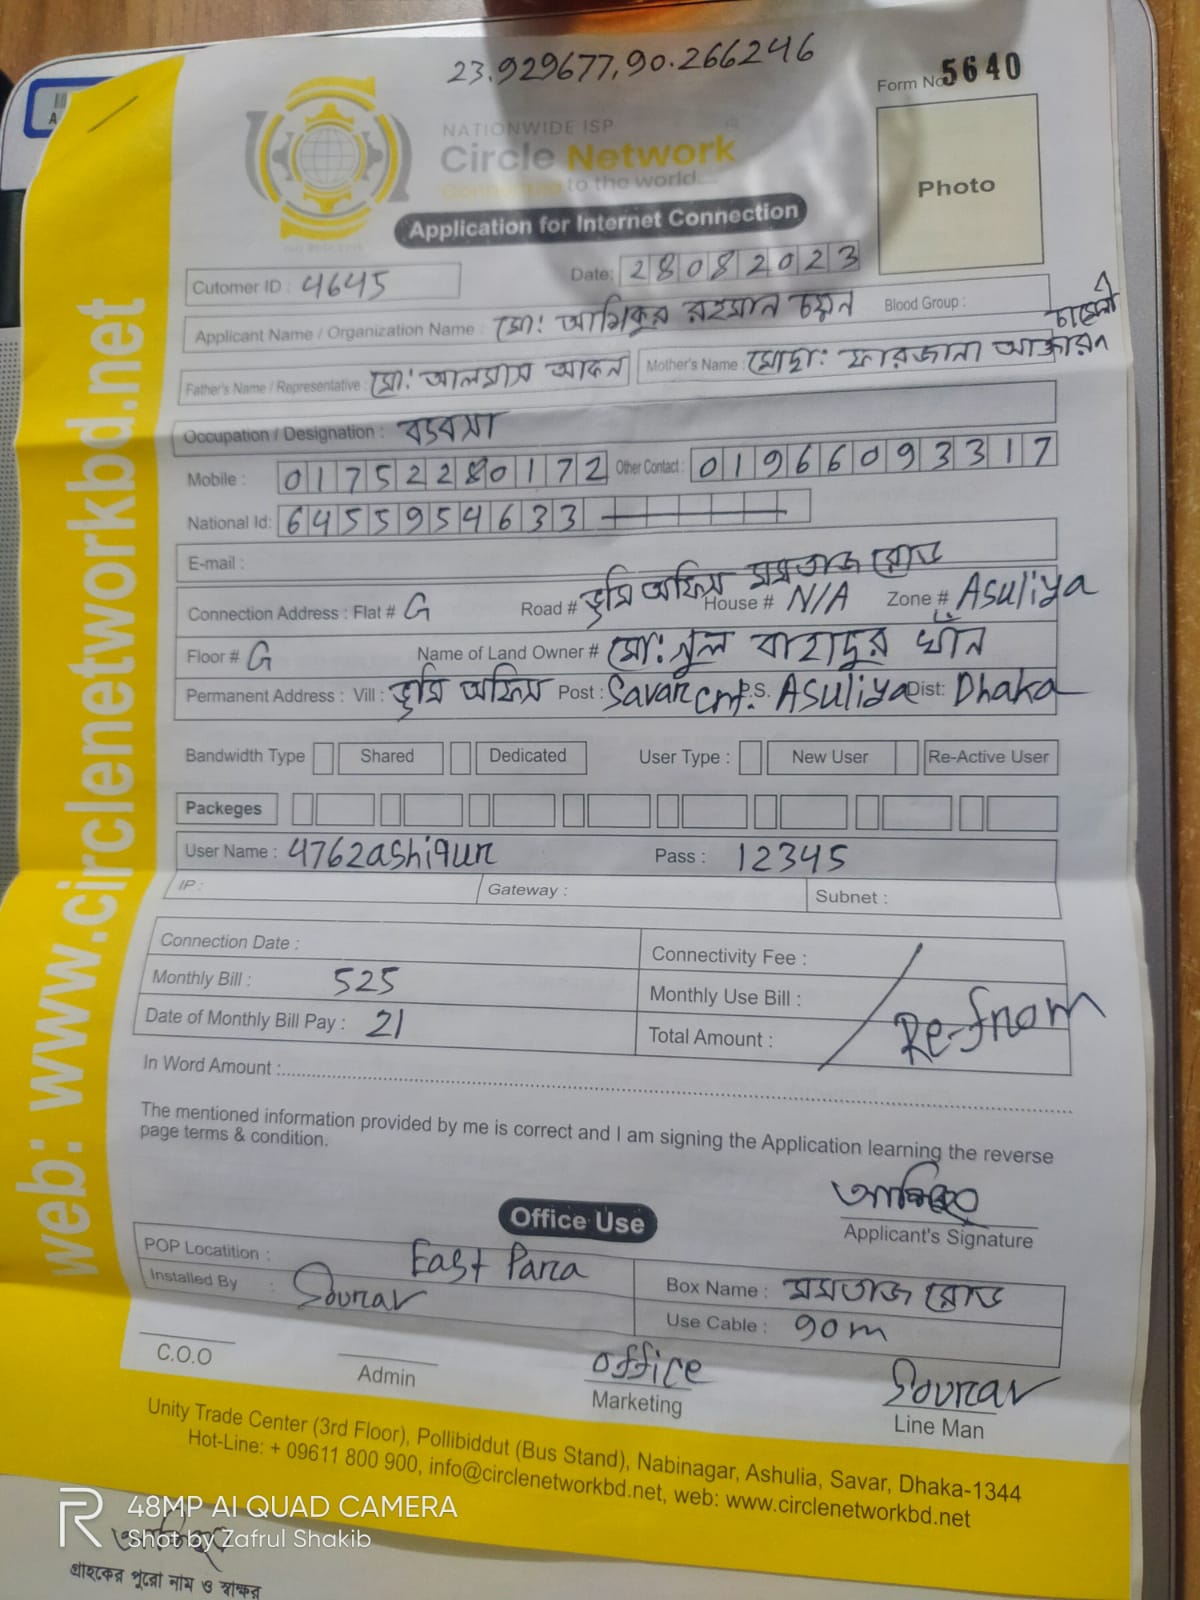 23.929677,90.266246
Form No 5640
NATIONWIDE ISP
Circle Network
Connecting to the world...
Photo
Application for Internet Connection
Cutomer ID : 4645
Date: 28082023
Applicant Name / Organization Name : মো: আশিকুর রহমান চয়ন Blood Group :
Father's Name / Representative : মো: আলমাস আকন Mother's Name : মোছা: ফারজানা আক্তার
Occupation / Designation : ব্যবসা
Mobile : 01752280172 Other Contact : 01966093317
National Id: 6455954633
E-mail :
Connection Address : Flat # G Road # ভূমি অফিস মমতাজ রোড House # N/A Zone # Asuliya
Floor # G Name of Land Owner # মো: নুল বাহাদুর খাঁন
Permanent Address : Vill : ভূমি অফিস Post : Savar Cnt. P.S. Asuliya Dist: Dhaka
Bandwidth Type Shared Dedicated User Type : New User Re-Active User
Packeges
User Name : 4762ashiqur Pass : 12345
IP : Gateway : Subnet :
Connection Date : Connectivity Fee :
Monthly Bill : 525 Monthly Use Bill :
Date of Monthly Bill Pay : 21 Total Amount : Re-from
In Word Amount :
The mentioned information provided by me is correct and I am signing the Application learning the reverse
page terms & condition.
Applicant's Signature
Office Use
POP Locatition : East Para Box Name : মমতাজ রোড
Installed By : Sourav Use Cable : 90m
C.O.O Admin office Marketing Sourav Line Man
Unity Trade Center (3rd Floor), Pollibiddut (Bus Stand), Nabinagar, Ashulia, Savar, Dhaka-1344
Hot-Line: + 09611 800 900, info@circlenetworkbd.net, web: www.circlenetworkbd.net
web: www.circlenetworkbd.net
48MP AI QUAD CAMERA
Shot by Zafrul Shakib
গ্রাহকের পুরো নাম ও স্বাক্ষর